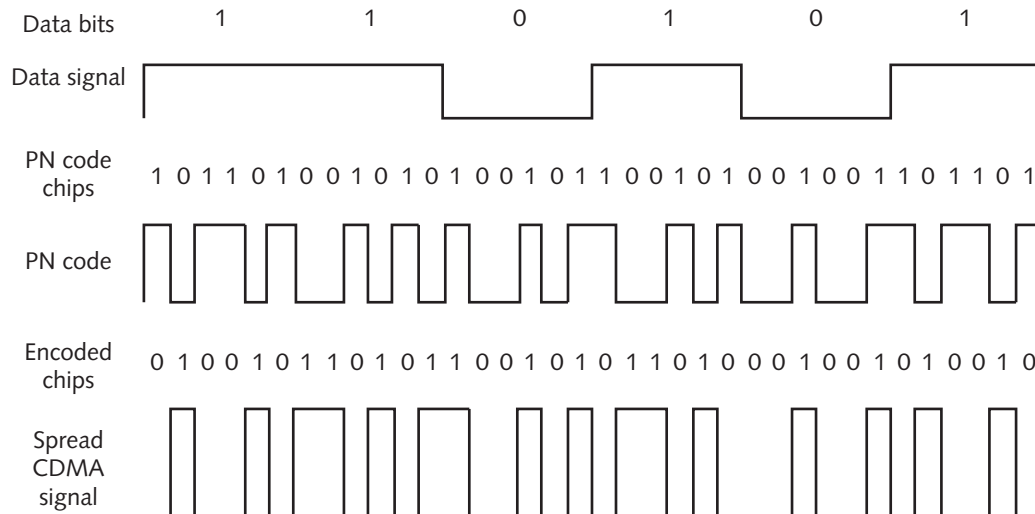 Data bits 1 1 0 1 0 1
Data signal
PN code
chips
1 0 1 1 0 1 0 0 1 0 1 0 1 0 0 1 0 1 1 0 0 1 0 1 0 0 1 0 0 1 1 0 1 1 0 1
PN code
Encoded
chips
0 1 0 0 1 0 1 1 0 1 0 1 1 0 0 1 0 1 0 1 1 0 1 0 0 0 1 0 0 1 0 1 0 0 1 0
Spread
CDMA
signal